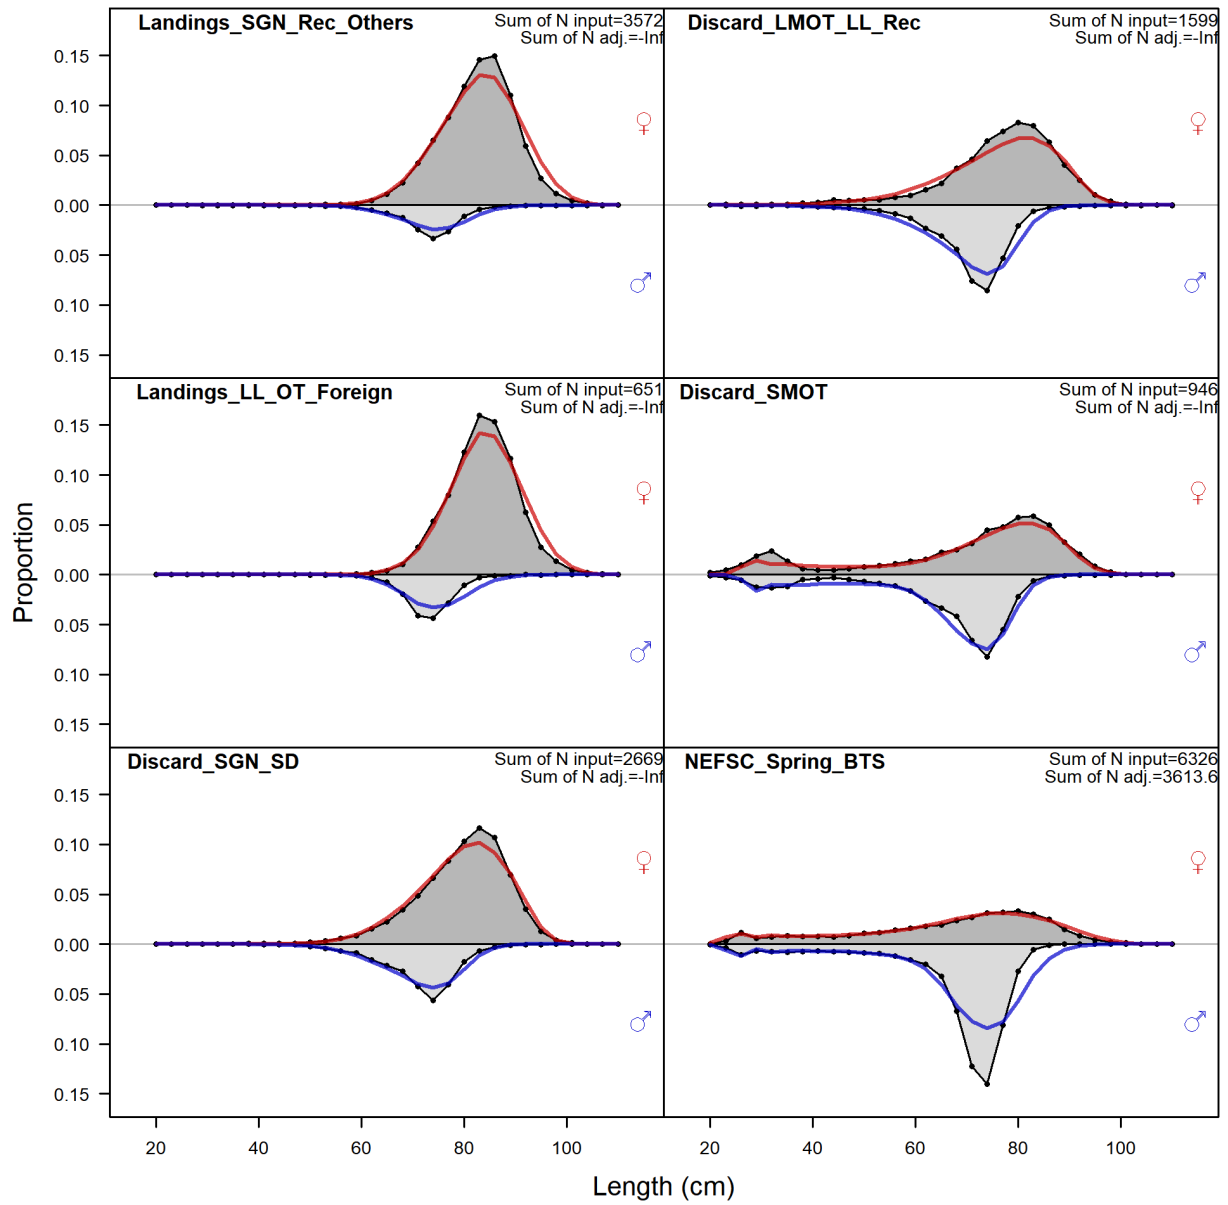 Landings_SGN_Rec_Others
Sum of N input=3572
Sum of N adj.=-Inf
Discard_LMOT_LL_Rec
Sum of N input=1599
Sum of N adj.=-Inf
0.15
0.10
0.05
0.00
0.05
0.10
0.15
♀
♂
♀
♂
Landings_LL_OT_Foreign
Sum of N input=651
Sum of N adj.=-Inf
Discard_SMOT
Sum of N input=946
Sum of N adj.=-Inf
0.15
0.10
0.05
0.00
0.05
0.10
0.15
♀
♂
♀
♂
Proportion
Discard_SGN_SD
Sum of N input=2669
Sum of N adj.=-Inf
NEFSC_Spring_BTS
Sum of N input=6326
Sum of N adj.=3613.6
0.15
0.10
0.05
0.00
0.05
0.10
0.15
♀
♂
♀
♂
20 40 60 80 100 20 40 60 80 100
Length (cm)